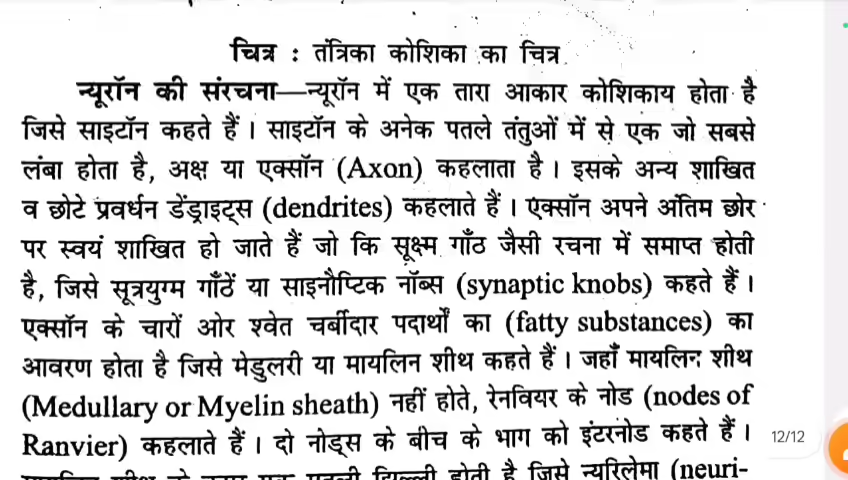 चित्र : तंत्रिका कोशिका का चित्र
न्यूरॉन की संरचना—न्यूरॉन में एक तारा आकार कोशिकाय होता है
जिसे साइटॉन कहते हैं । साइटॉन के अनेक पतले तंतुओं में से एक जो सबसे
लंबा होता है, अक्ष या एक्सॉन (Axon) कहलाता है । इसके अन्य शाखित
व छोटे प्रवर्धन डेंड्राइट्स (dendrites) कहलाते हैं । एक्सॉन अपने अंतिम छोर
पर स्वयं शाखित हो जाते हैं जो कि सूक्ष्म गाँठ जैसी रचना में समाप्त होती
है, जिसे सूत्रयुग्म गाँठें या साइनौप्टिक नॉब्स (synaptic knobs) कहते हैं ।
एक्सॉन के चारों ओर श्वेत चर्बीदार पदार्थों का (fatty substances) का
आवरण होता है जिसे मेडुलरी या मायलिन शीथ कहते हैं । जहाँ मायलिन शीथ
(Medullary or Myelin sheath) नहीं होते, रेनवियर के नोड (nodes of
Ranvier) कहलाते हैं । दो नोड्स के बीच के भाग को इंटरनोड कहते हैं ।
12/12
होती है जिसे न्यूरिलेमा (neuri-